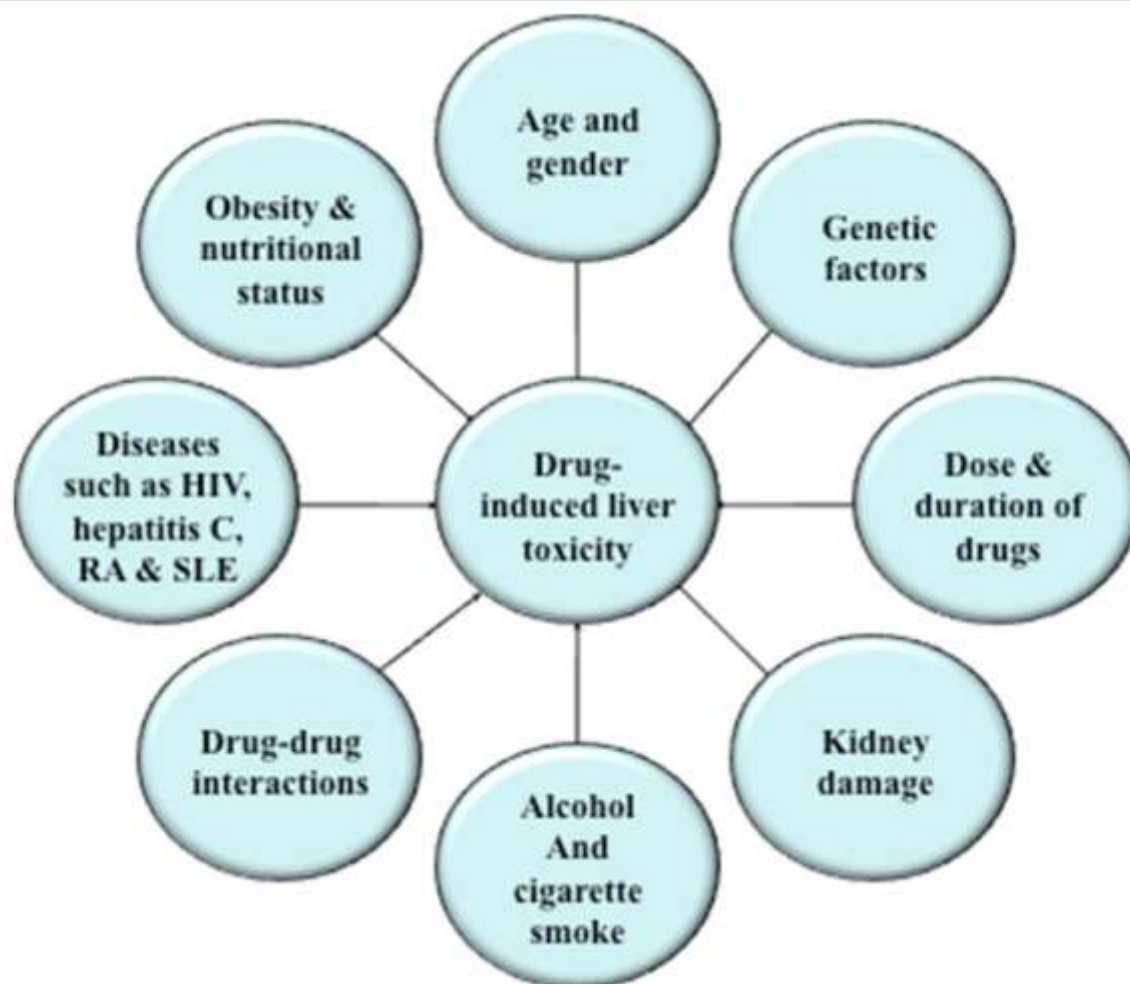 Age and
gender
Obesity &
nutritional
status
Genetic
factors
Diseases
such as HIV,
hepatitis C,
RA & SLE
Drug-
induced liver
toxicity
Dose &
duration of
drugs
Drug-drug
interactions
Kidney
damage
Alcohol
And
cigarette
smoke